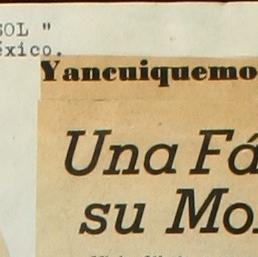 SOL "
éxico.
Yancuiquemo
Una Fá
su Mo